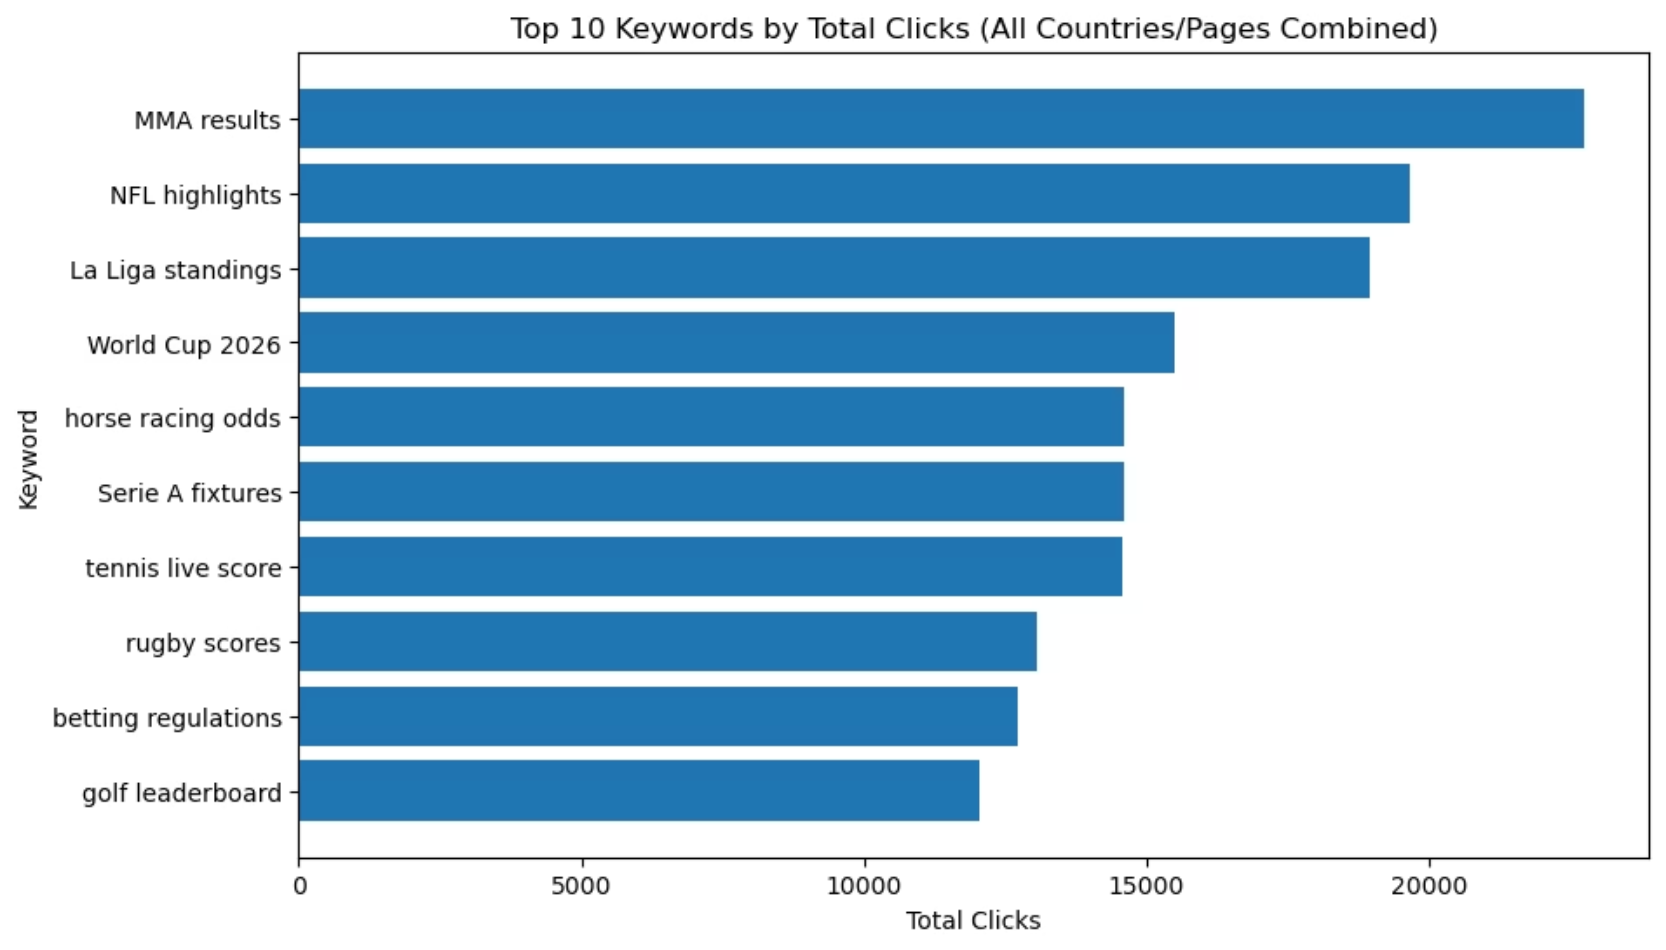 Top 10 Keywords by Total Clicks (All Countries/Pages Combined)
Keyword
MMA results
NFL highlights
La Liga standings
World Cup 2026
horse racing odds
Serie A fixtures
tennis live score
rugby scores
betting regulations
golf leaderboard
0 5000 10000 15000 20000
Total Clicks